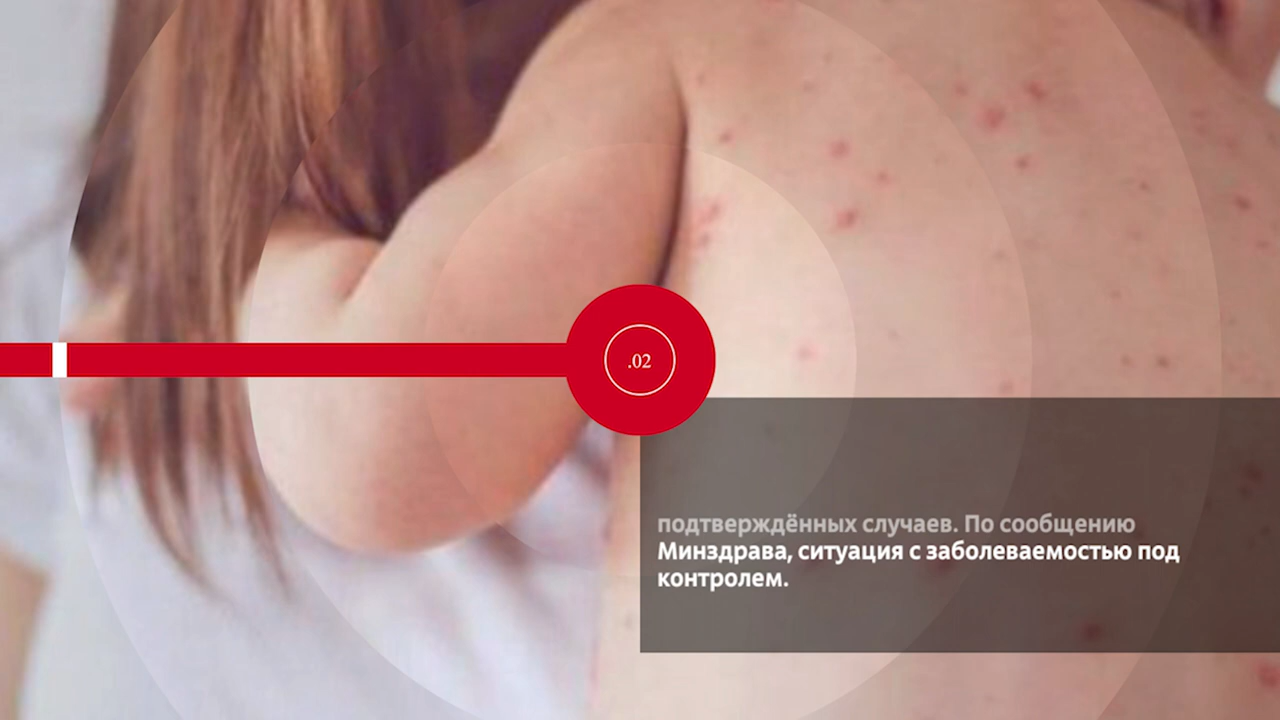 .02
подтверждённых случаев. По сообщению
Минздрава, ситуация с заболеваемостью под
контролем.